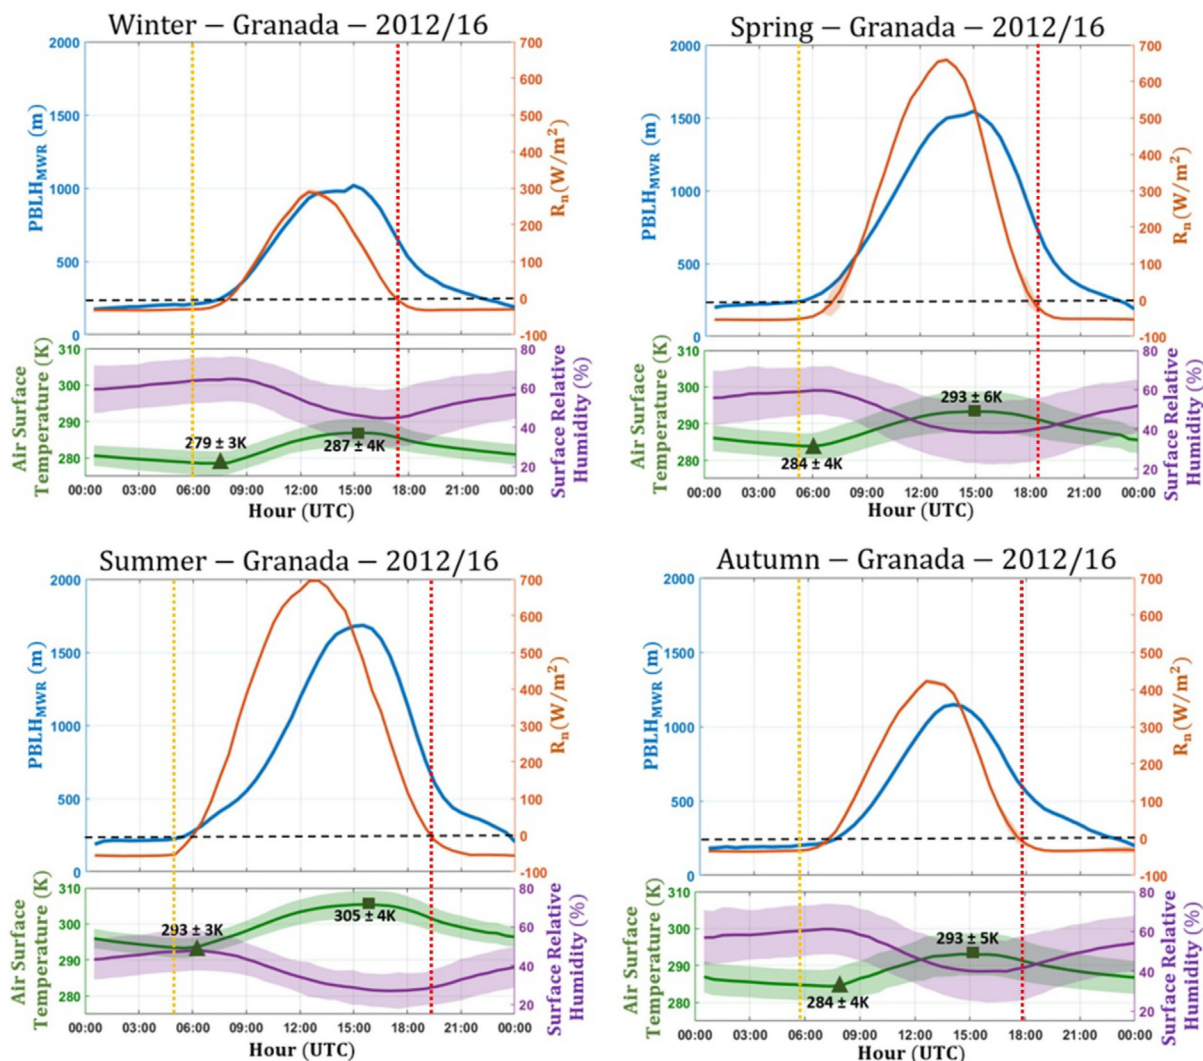 Winter – Granada – 2012/16
2000
1500
1000
500
0
PBLH_MWR (m)
700
600
500
400
300
200
100
0
-100
R_n(W/m²)
310
300
290
280
Air Surface
Temperature (K)
279 ± 3K
287 ± 4K
80
60
40
20
Surface Relative
Humidity (%)
00:00 03:00 06:00 09:00 12:00 15:00 18:00 21:00 00:00
Hour (UTC)
Spring – Granada – 2012/16
2000
1500
1000
500
0
PBLH_MWR (m)
700
600
500
400
300
200
100
0
-100
R_n(W/m²)
310
300
290
280
275
Air Surface
Temperature (K)
293 ± 6K
284 ± 4K
80
60
40
20
Surface Relative
Humidity (%)
00:00 03:00 06:00 09:00 12:00 15:00 18:00 21:00 00:00
Hour (UTC)
Summer – Granada – 2012/16
2000
1500
1000
500
0
PBLH_MWR (m)
700
600
500
400
300
200
100
0
-100
R_n(W/m²)
310
300
290
280
275
Air Surface
Temperature (K)
293 ± 3K
305 ± 4K
80
60
40
20
Surface Relative
Humidity (%)
00:00 03:00 06:00 09:00 12:00 15:00 18:00 21:00 00:00
Hour (UTC)
Autumn – Granada – 2012/16
2000
1500
1000
500
0
PBLH_MWR (m)
700
600
500
400
300
200
100
0
-100
R_n(W/m²)
310
300
290
280
275
Air Surface
Temperature (K)
293 ± 5K
284 ± 4K
80
60
40
20
Surface Relative
Humidity (%)
00:00 03:00 06:00 09:00 12:00 15:00 18:00 21:00 00:00
Hour (UTC)